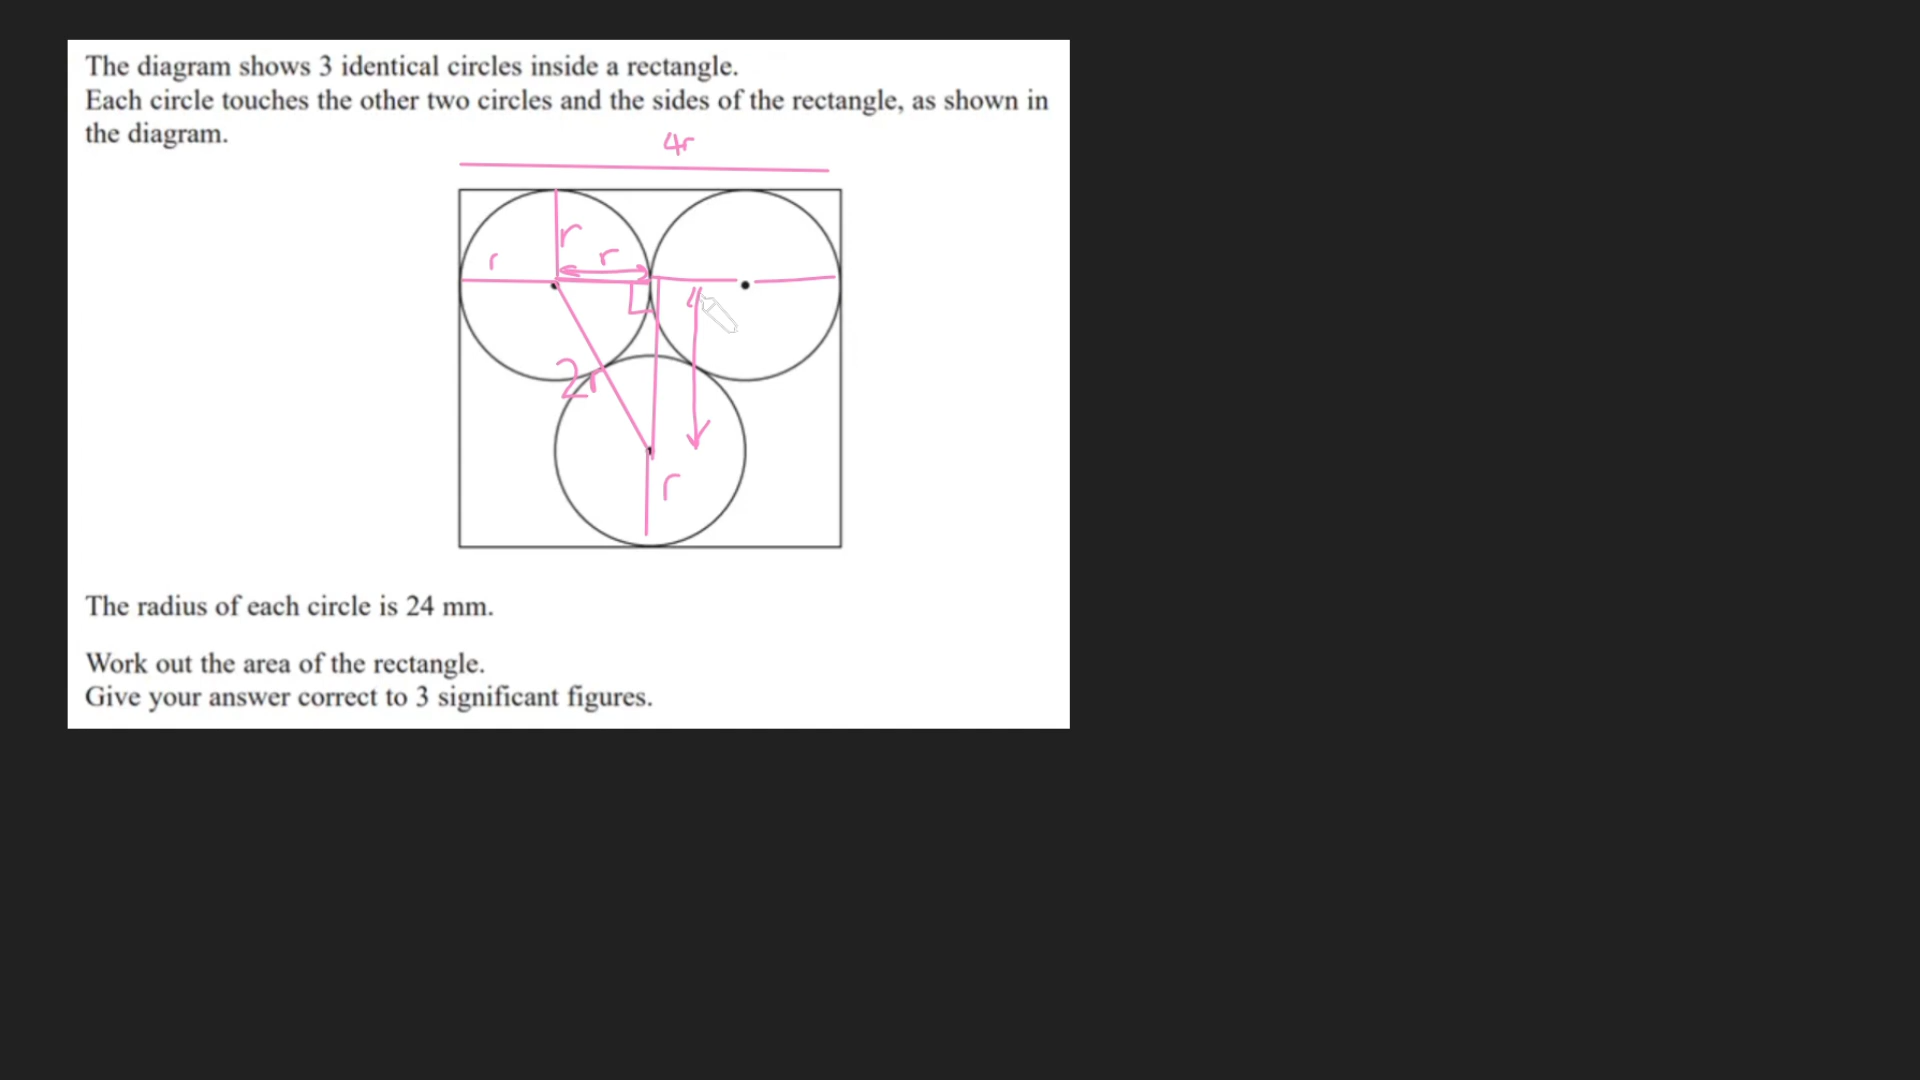 The diagram shows 3 identical circles inside a rectangle.
Each circle touches the other two circles and the sides of the rectangle, as shown in
the diagram.
4r
r
r
r
2r
r
The radius of each circle is 24 mm.
Work out the area of the rectangle.
Give your answer correct to 3 significant figures.